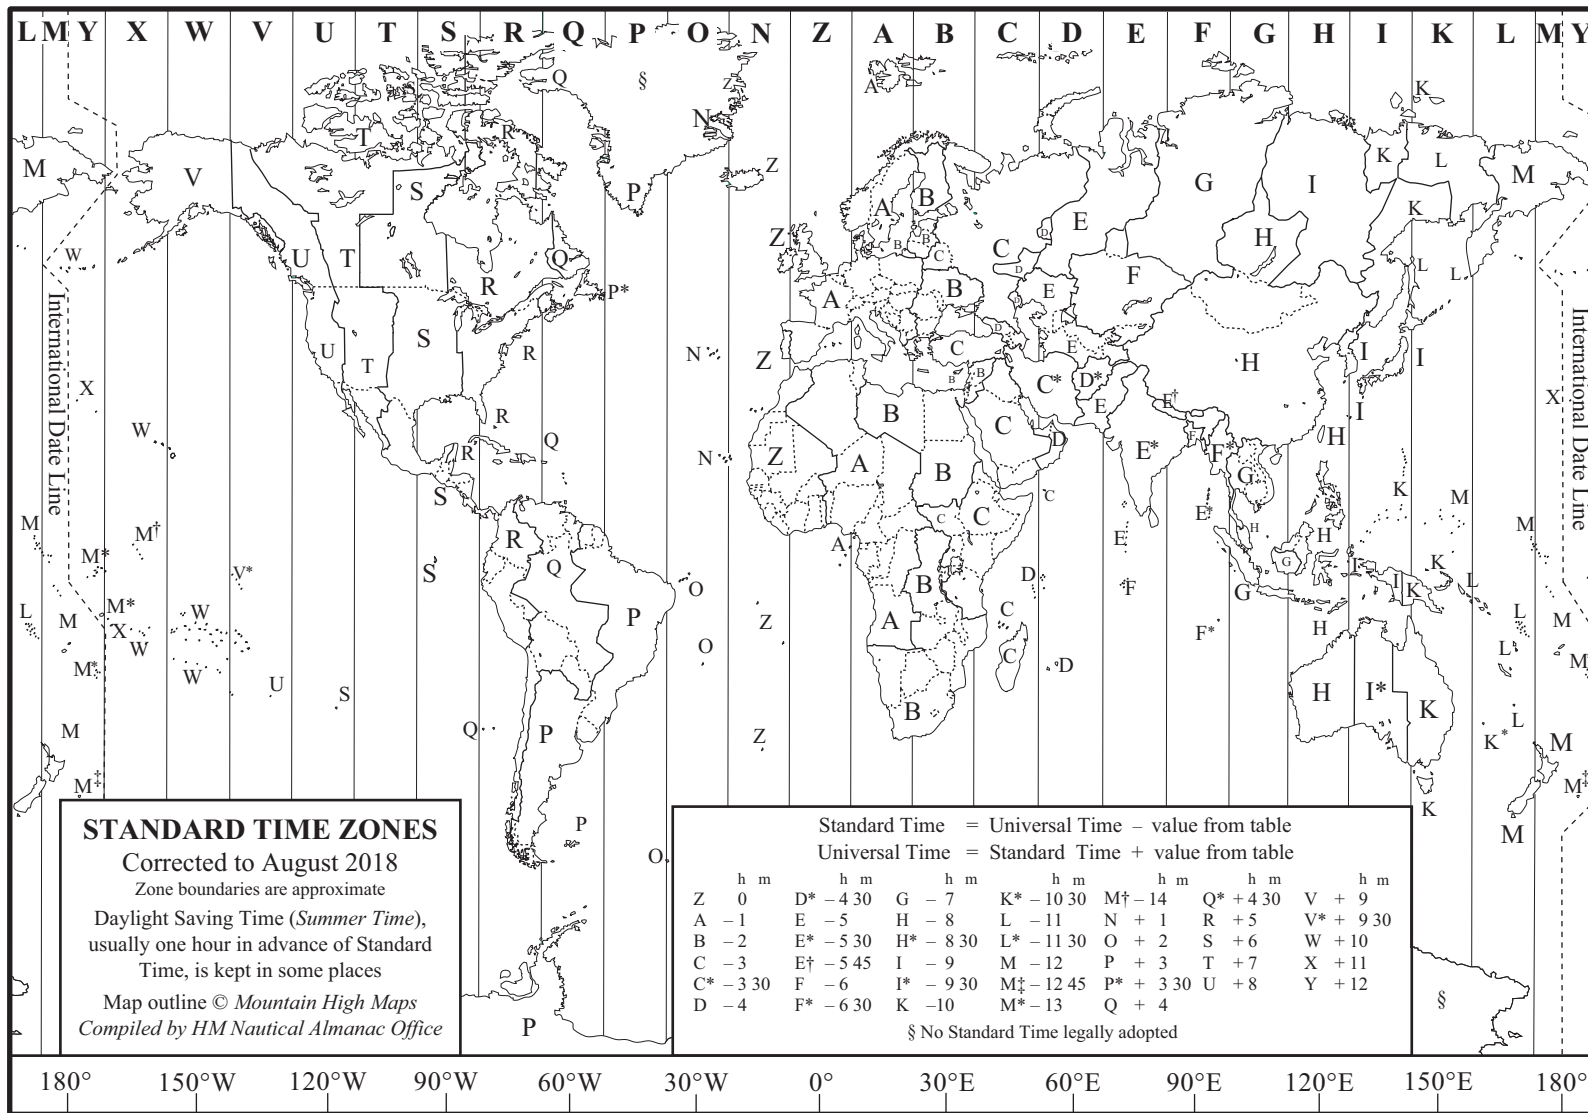 L M Y X W V U T S R Q P O N Z A B C D E F G H I K L M Y
Q § Z A K
N
T R Z
M V S P A B G K L M
I
K
Z B D E H
W U T Q B C C L L
R D
P* A B E F
S D
U T R N Z C D E H I I
X B B C* D* E E† X
W R B C E I
Q
R N Z A B D E* F F* G H H
S C K M
M M† R C E* M
M* A E H H
S Q B K
V* D F G I I K L
L M M* W P O C G K L M
X Z A F* H
W O L
M* W C D M*
U S H I* K
B L
M Q P Z K* M
M‡ M‡
P K M
O
P
§
International Date Line
International Date Line
STANDARD TIME ZONES
Corrected to August 2018
Zone boundaries are approximate
Daylight Saving Time (Summer Time),
usually one hour in advance of Standard
Time, is kept in some places
Map outline © Mountain High Maps
Compiled by HM Nautical Almanac Office
Standard Time = Universal Time – value from table
Universal Time = Standard Time + value from table
h m h m h m h m h m h m h m
Z 0 D* – 4 30 G – 7 K* – 10 30 M† – 14 Q* + 4 30 V + 9
A – 1 E – 5 H – 8 L – 11 N + 1 R + 5 V* + 9 30
B – 2 E* – 5 30 H* – 8 30 L* – 11 30 O + 2 S + 6 W + 10
C – 3 E† – 5 45 I – 9 M – 12 P + 3 T + 7 X + 11
C* – 3 30 F – 6 I* – 9 30 M‡ – 12 45 P* + 3 30 U + 8 Y + 12
D – 4 F* – 6 30 K – 10 M* – 13 Q + 4
§ No Standard Time legally adopted
180° 150°W 120°W 90°W 60°W 30°W 0° 30°E 60°E 90°E 120°E 150°E 180°